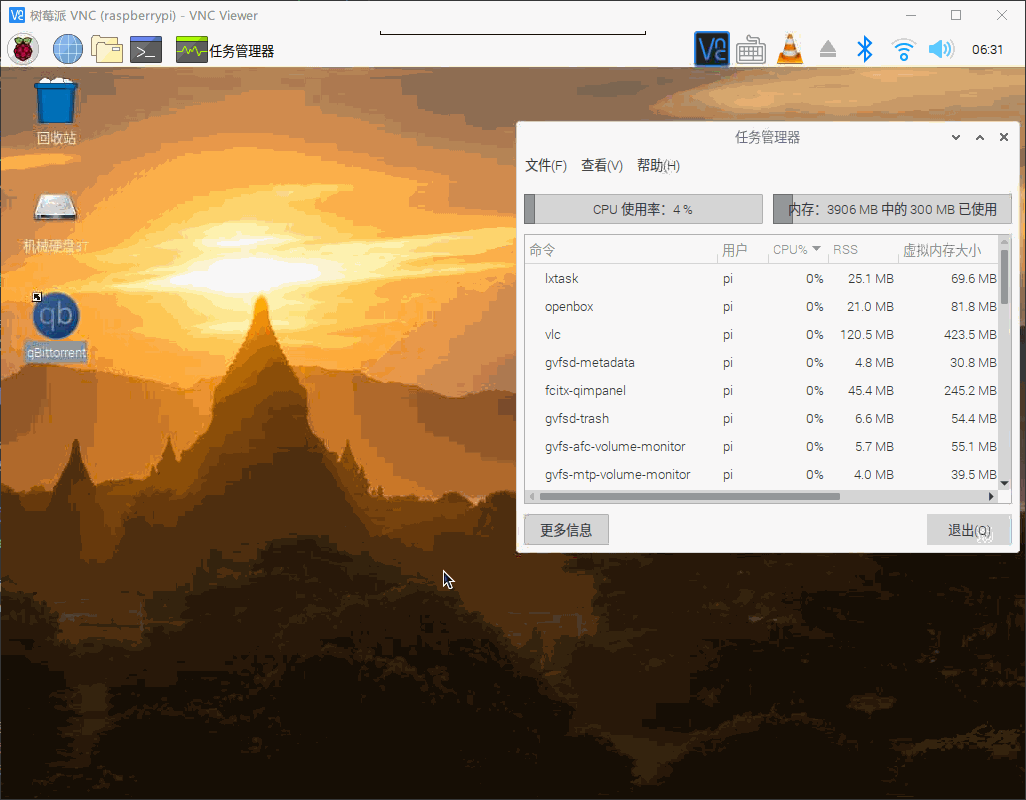 树莓派 VNC (raspberrypi) - VNC Viewer
任务管理器
06:31
回收站
机械硬盘3T
qb
qBittorrent
任务管理器
文件(F) 查看(V) 帮助(H)
CPU 使用率：4 %
内存：3906 MB 中的 300 MB 已使用
命令 用户 CPU% RSS 虚拟内存大小
lxtask pi 0% 25.1 MB 69.6 MB
openbox pi 0% 21.0 MB 81.8 MB
vlc pi 0% 120.5 MB 423.5 MB
gvfsd-metadata pi 0% 4.8 MB 30.8 MB
fcitx-qimpanel pi 0% 45.4 MB 245.2 MB
gvfsd-trash pi 0% 6.6 MB 54.4 MB
gvfs-afc-volume-monitor pi 0% 5.7 MB 55.1 MB
gvfs-mtp-volume-monitor pi 0% 4.0 MB 39.5 MB
更多信息
退出(Q)